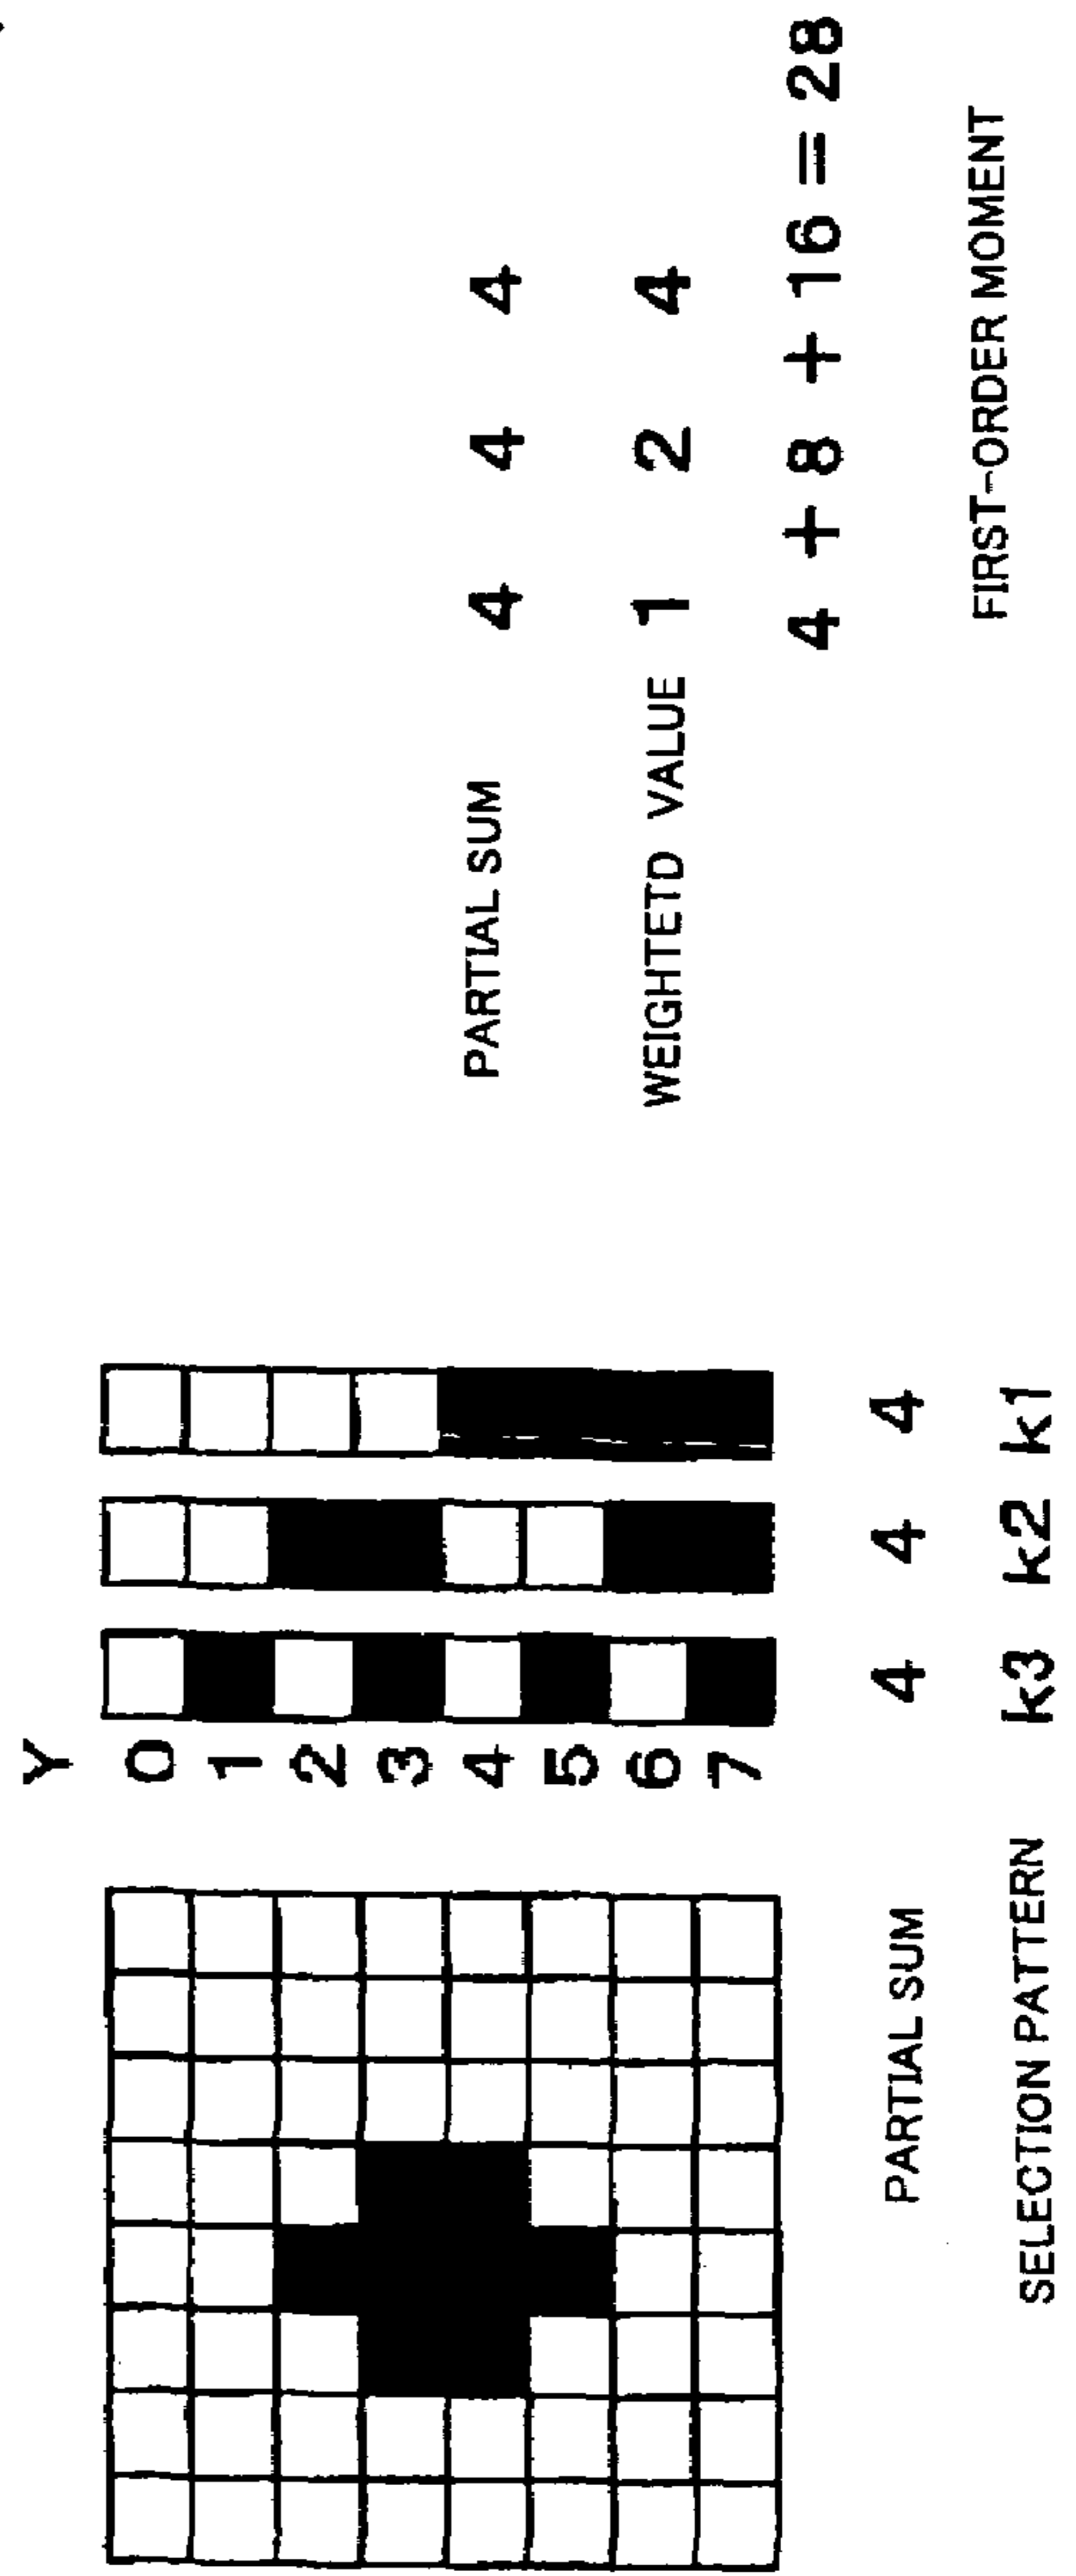 Y
0
1
2
3
4
5
6
7
PARTIAL SUM 4 4 4
SELECTION PATTERN k3 k2 k1
PARTIAL SUM 4 4 4
WEIGHTETD VALUE 1 2 4
4 + 8 + 16 = 28
FIRST-ORDER MOMENT